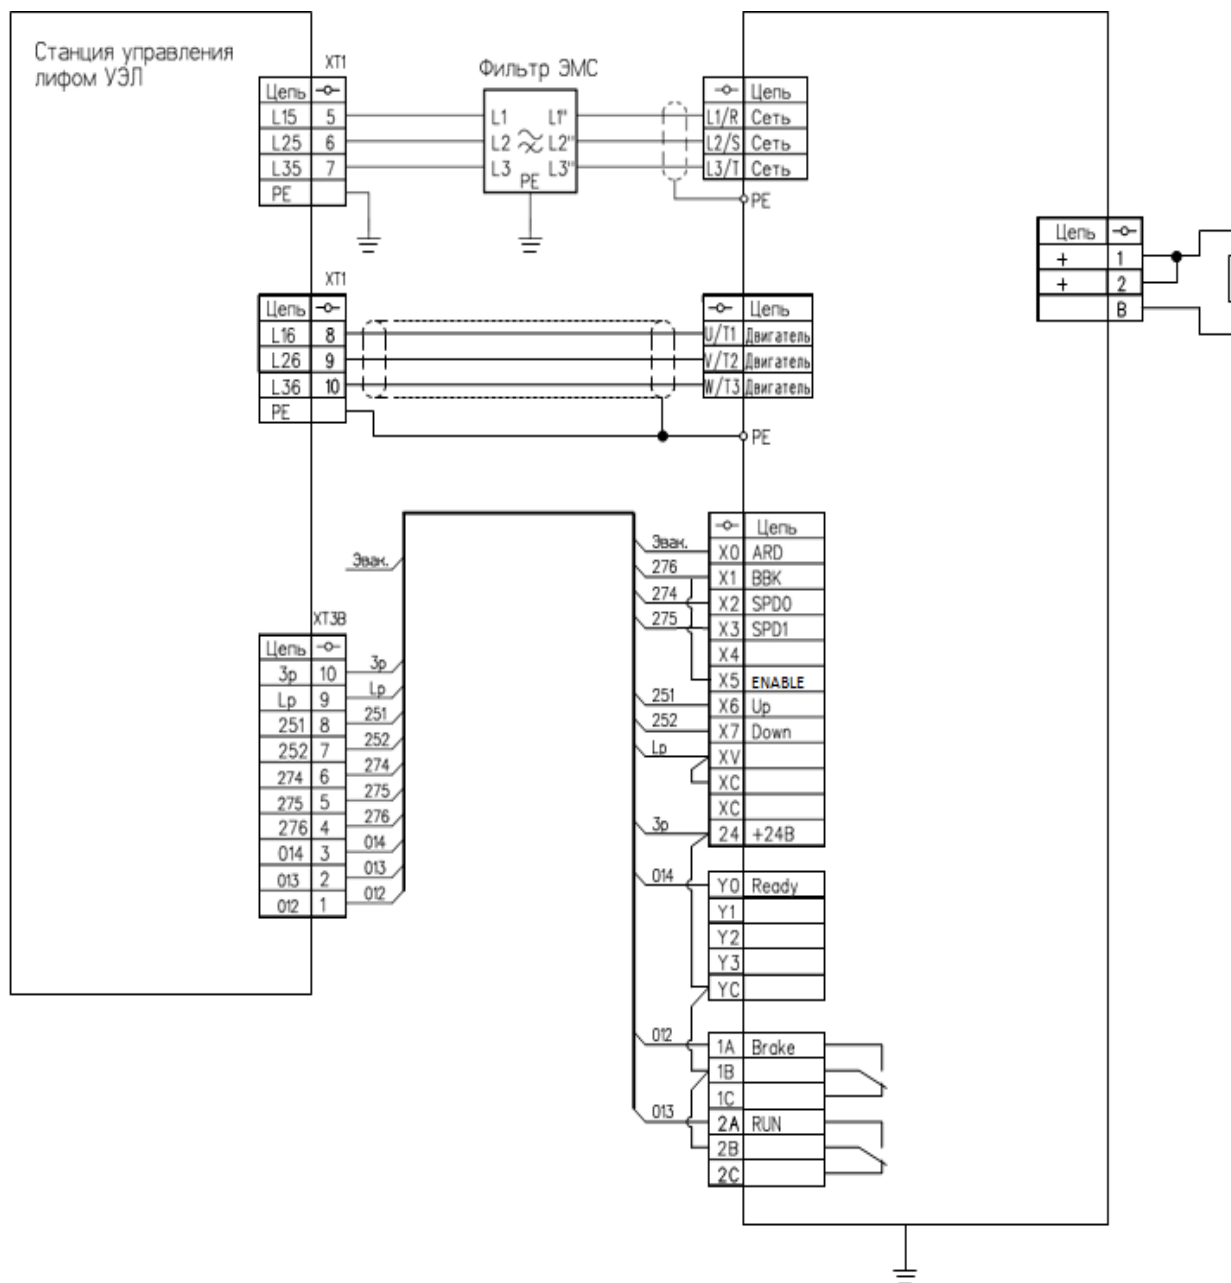 Станция управления
лифом УЭЛ
XT1
Цепь
L15 5
L25 6
L35 7
PE
Фильтр ЭМС
L1 L1"
L2 L2"
L3 L3"
PE
Цепь
L1/R Сеть
L2/S Сеть
L3/T Сеть
PE
Цепь
+ 1
+ 2
B
XT1
Цепь
L16 8
L26 9
L36 10
PE
Цепь
U/T1 Двигатель
V/T2 Двигатель
W/T3 Двигатель
PE
Эвак.
XT3B
Цепь
3р 10 3р
Lp 9 Lp
251 8 251
252 7 252
274 6 274
275 5 275
276 4 276
014 3 014
013 2 013
012 1 012
Цепь
Эвак. X0 ARD
276 X1 BBK
274 X2 SPD0
275 X3 SPD1
X4
X5 ENABLE
251 X6 Up
252 X7 Down
Lp XV
XC
XC
3р 24 +24В
014 Y0 Ready
Y1
Y2
Y3
YC
012 1A Brake
1B
1C
013 2A RUN
2B
2C